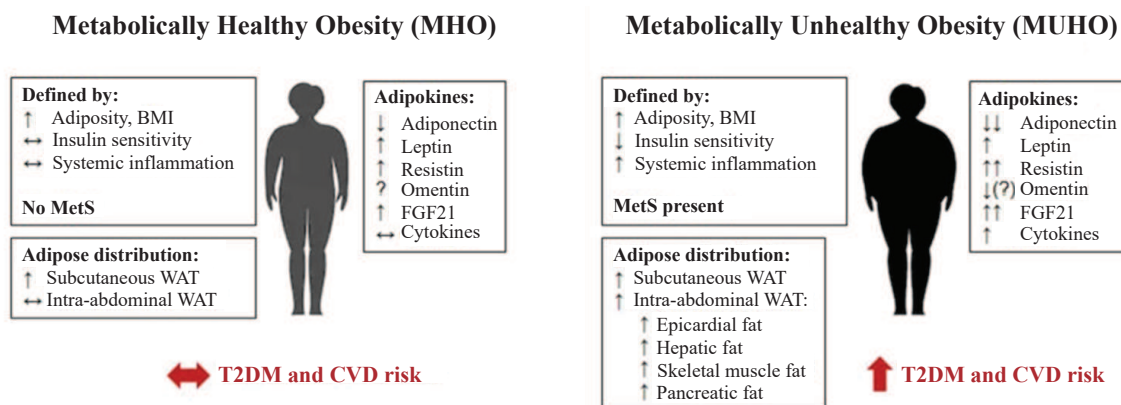 Metabolically Healthy Obesity (MHO)
Defined by:
↑ Adiposity, BMI
↔ Insulin sensitivity
↔ Systemic inflammation
No MetS
Adipokines:
↓ Adiponectin
↑ Leptin
↑ Resistin
? Omentin
↑ FGF21
↔ Cytokines
Adipose distribution:
↑ Subcutaneous WAT
↔ Intra-abdominal WAT
↔ T2DM and CVD risk
Metabolically Unhealthy Obesity (MUHO)
Defined by:
↑ Adiposity, BMI
↓ Insulin sensitivity
↑ Systemic inflammation
MetS present
Adipokines:
↓↓ Adiponectin
↑ Leptin
↑↑ Resistin
↓(?) Omentin
↑↑ FGF21
↑ Cytokines
Adipose distribution:
↑ Subcutaneous WAT
↑ Intra-abdominal WAT:
↑ Epicardial fat
↑ Hepatic fat
↑ Skeletal muscle fat
↑ Pancreatic fat
↑ T2DM and CVD risk